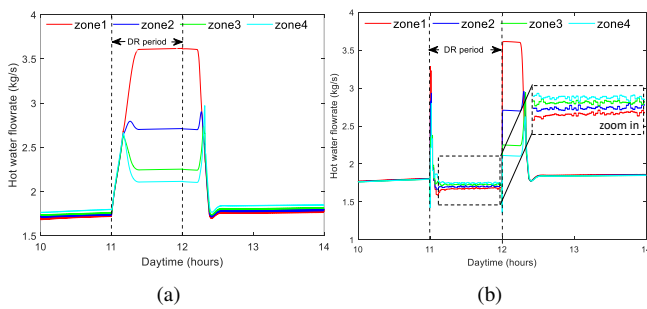 zone1 zone2 zone3 zone4
DR period
Hot water flowrate (kg/s)
4
3.5
3
2.5
2
1.5
10 11 12 13 14
Daytime (hours)
(a)
zone1 zone2 zone3 zone4
DR period
zoom in
Hot water flowrate (kg/s)
4
3.5
3
2.5
2
1.5
1
10 11 12 13 14
Daytime (hours)
(b)